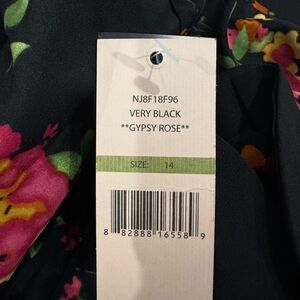 NJ8F18F96
VERY BLACK
**GYPSY ROSE**
SIZE: 14
8 82888 16558 9